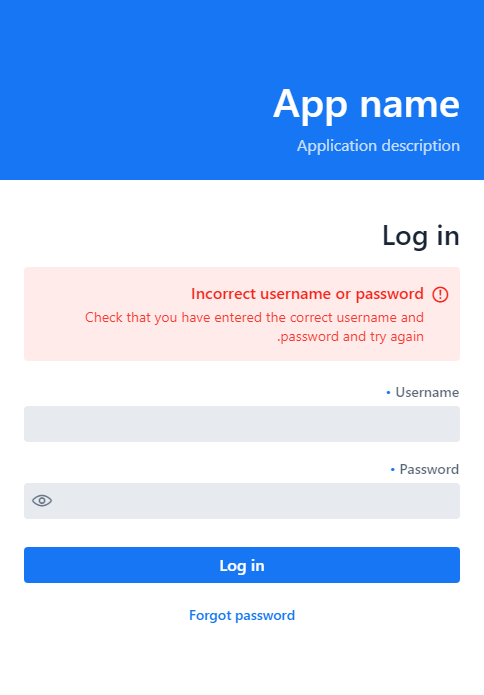 App name
Application description
Log in
Incorrect username or password
Check that you have entered the correct username and
.password and try again
• Username
• Password
Log in
Forgot password